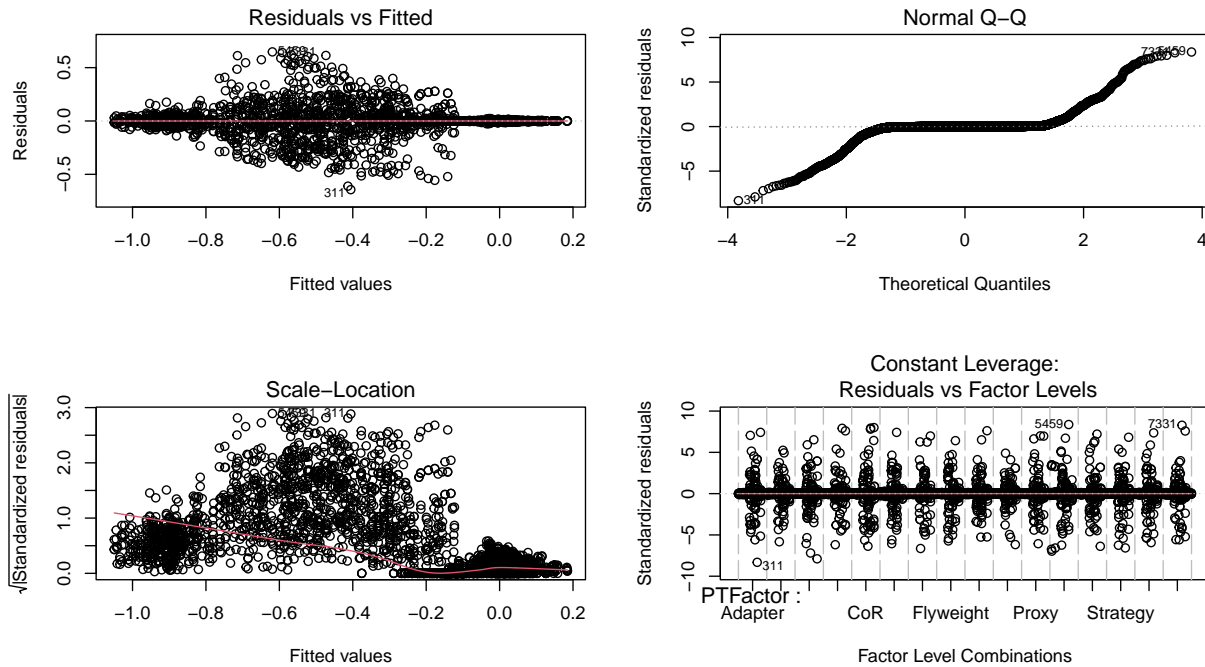 Residuals vs Fitted
Residuals
0.5
0.0
−0.5
311
−1.0 −0.8 −0.6 −0.4 −0.2 0.0 0.2
Fitted values
Normal Q−Q
Standardized residuals
10
5
0
−5
5459
311
−4 −2 0 2 4
Theoretical Quantiles
Scale−Location
√|Standardized residuals|
3.0
2.0
1.0
0.0
311
−1.0 −0.8 −0.6 −0.4 −0.2 0.0 0.2
Fitted values
Constant Leverage:
Residuals vs Factor Levels
Standardized residuals
10
5
0
−5
−10
5459
7331
311
PTFactor :
Adapter CoR Flyweight Proxy Strategy
Factor Level Combinations